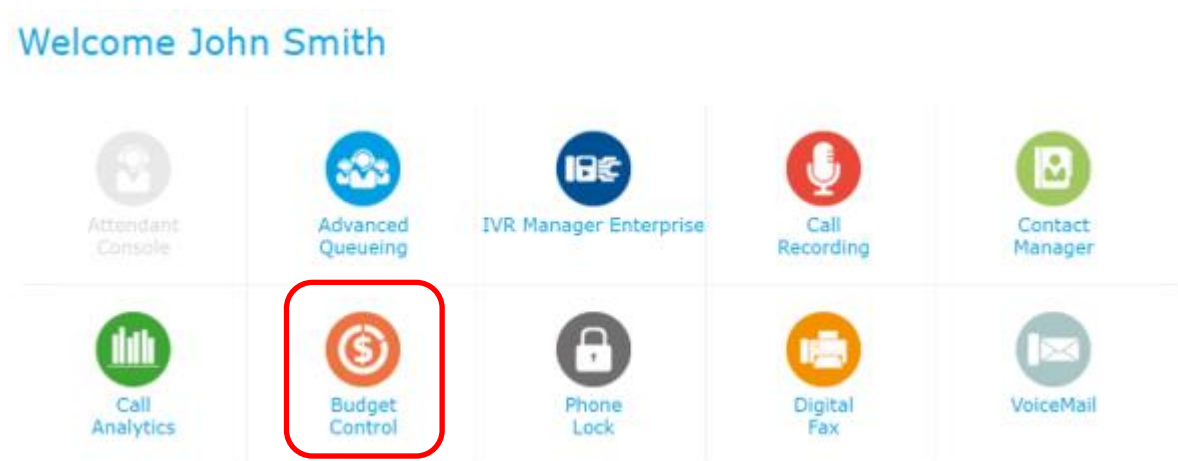 Welcome John Smith
Attendant
Console
Advanced
Queueing
IVR Manager Enterprise
Call
Recording
Contact
Manager
Call
Analytics
$
Budget
Control
Phone
Lock
Digital
Fax
VoiceMail